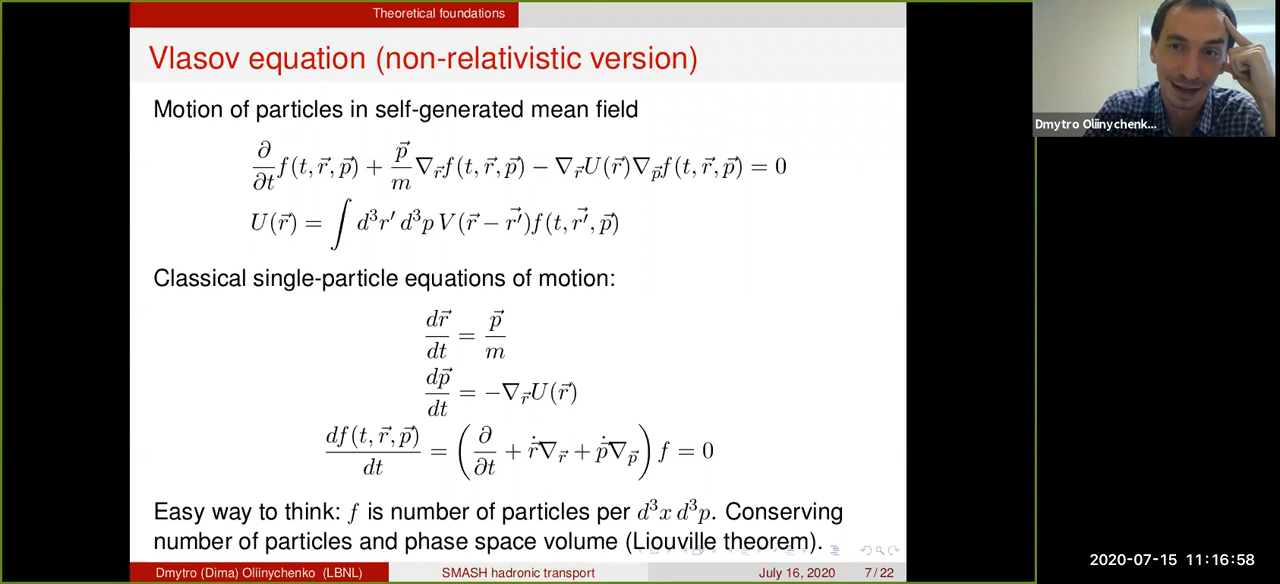 Theoretical foundations
Vlasov equation (non-relativistic version)
Motion of particles in self-generated mean field
∂/∂t f(t, r⃗, p⃗) + p⃗/m ∇_r⃗ f(t, r⃗, p⃗) − ∇_r⃗ U(r⃗)∇_p⃗ f(t, r⃗, p⃗) = 0
U(r⃗) = ∫ d³r′ d³p V(r⃗ − r⃗′)f(t, r⃗′, p⃗)
Classical single-particle equations of motion:
dr⃗/dt = p⃗/m
dp⃗/dt = −∇_r⃗ U(r⃗)
df(t, r⃗, p⃗)/dt = (∂/∂t + ṙ⃗∇_r⃗ + ṗ⃗∇_p⃗) f = 0
Easy way to think: f is number of particles per d³x d³p. Conserving
number of particles and phase space volume (Liouville theorem).
Dmytro (Dima) Oliinychenko (LBNL)
SMASH hadronic transport
July 16, 2020
7 / 22
Dmytro Oliinychenk...
2020-07-15 11:16:58